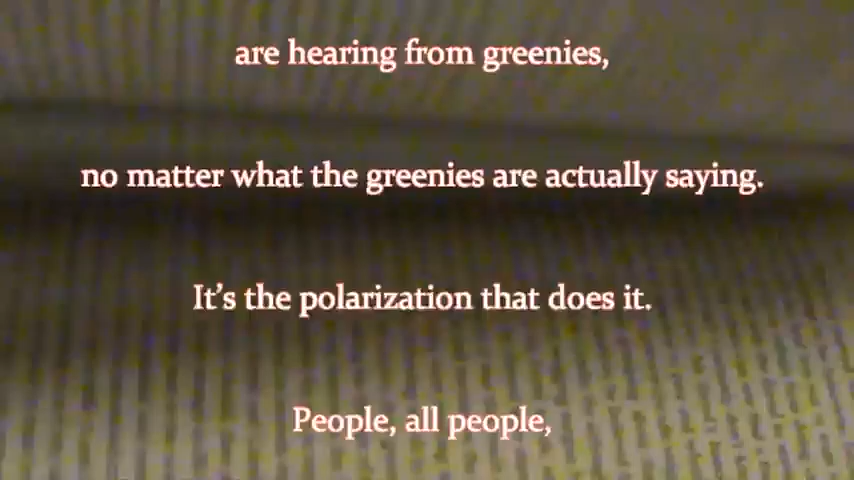 are hearing from greenies,
no matter what the greenies are actually saying.
It’s the polarization that does it.
People, all people,